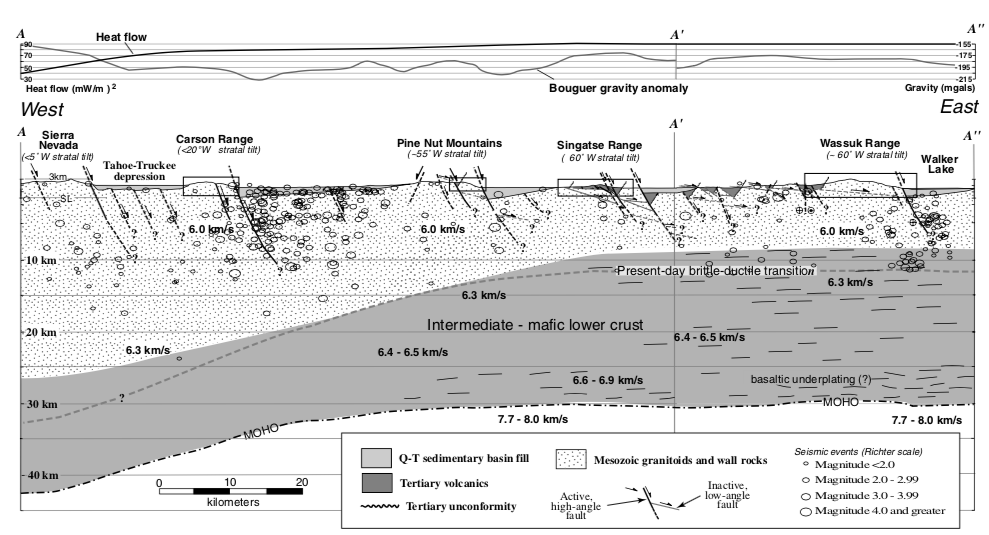 A
A'
A''
Heat flow
90
70
50
30
-155
-175
-195
-215
Heat flow (mW/m ) 2
Bouguer gravity anomaly
Gravity (mgals)
West
East
A
A'
A''
Sierra
Nevada
(<5° W stratal tilt)
Tahoe-Truckee
depression
Carson Range
(<20°W stratal tilt)
Pine Nut Mountains
(~55°W stratal tilt)
Singatse Range
( 60°W stratal tilt)
Wassuk Range
(~ 60° W stratal tilt)
Walker
Lake
3km
SL
6.0 km/s
6.0 km/s
6.0 km/s
10 km
Present-day brittle-ductile transition
6.3 km/s
6.3 km/s
20 km
Intermediate - mafic lower crust
6.3 km/s
6.4 - 6.5 km/s
6.4 - 6.5 km/s
6.6 - 6.9 km/s
basaltic underplating (?)
?
30 km
MOHO
MOHO
7.7 - 8.0 km/s
7.7 - 8.0 km/s
40 km
0 10 20
kilometers
Q-T sedimentary basin fill
Tertiary volcanics
Tertiary unconformity
Mesozoic granitoids and wall rocks
Active,
high-angle
fault
Inactive,
low-angle
fault
Seismic events (Richter scale)
Magnitude <2.0
Magnitude 2.0 - 2.99
Magnitude 3.0 - 3.99
Magnitude 4.0 and greater